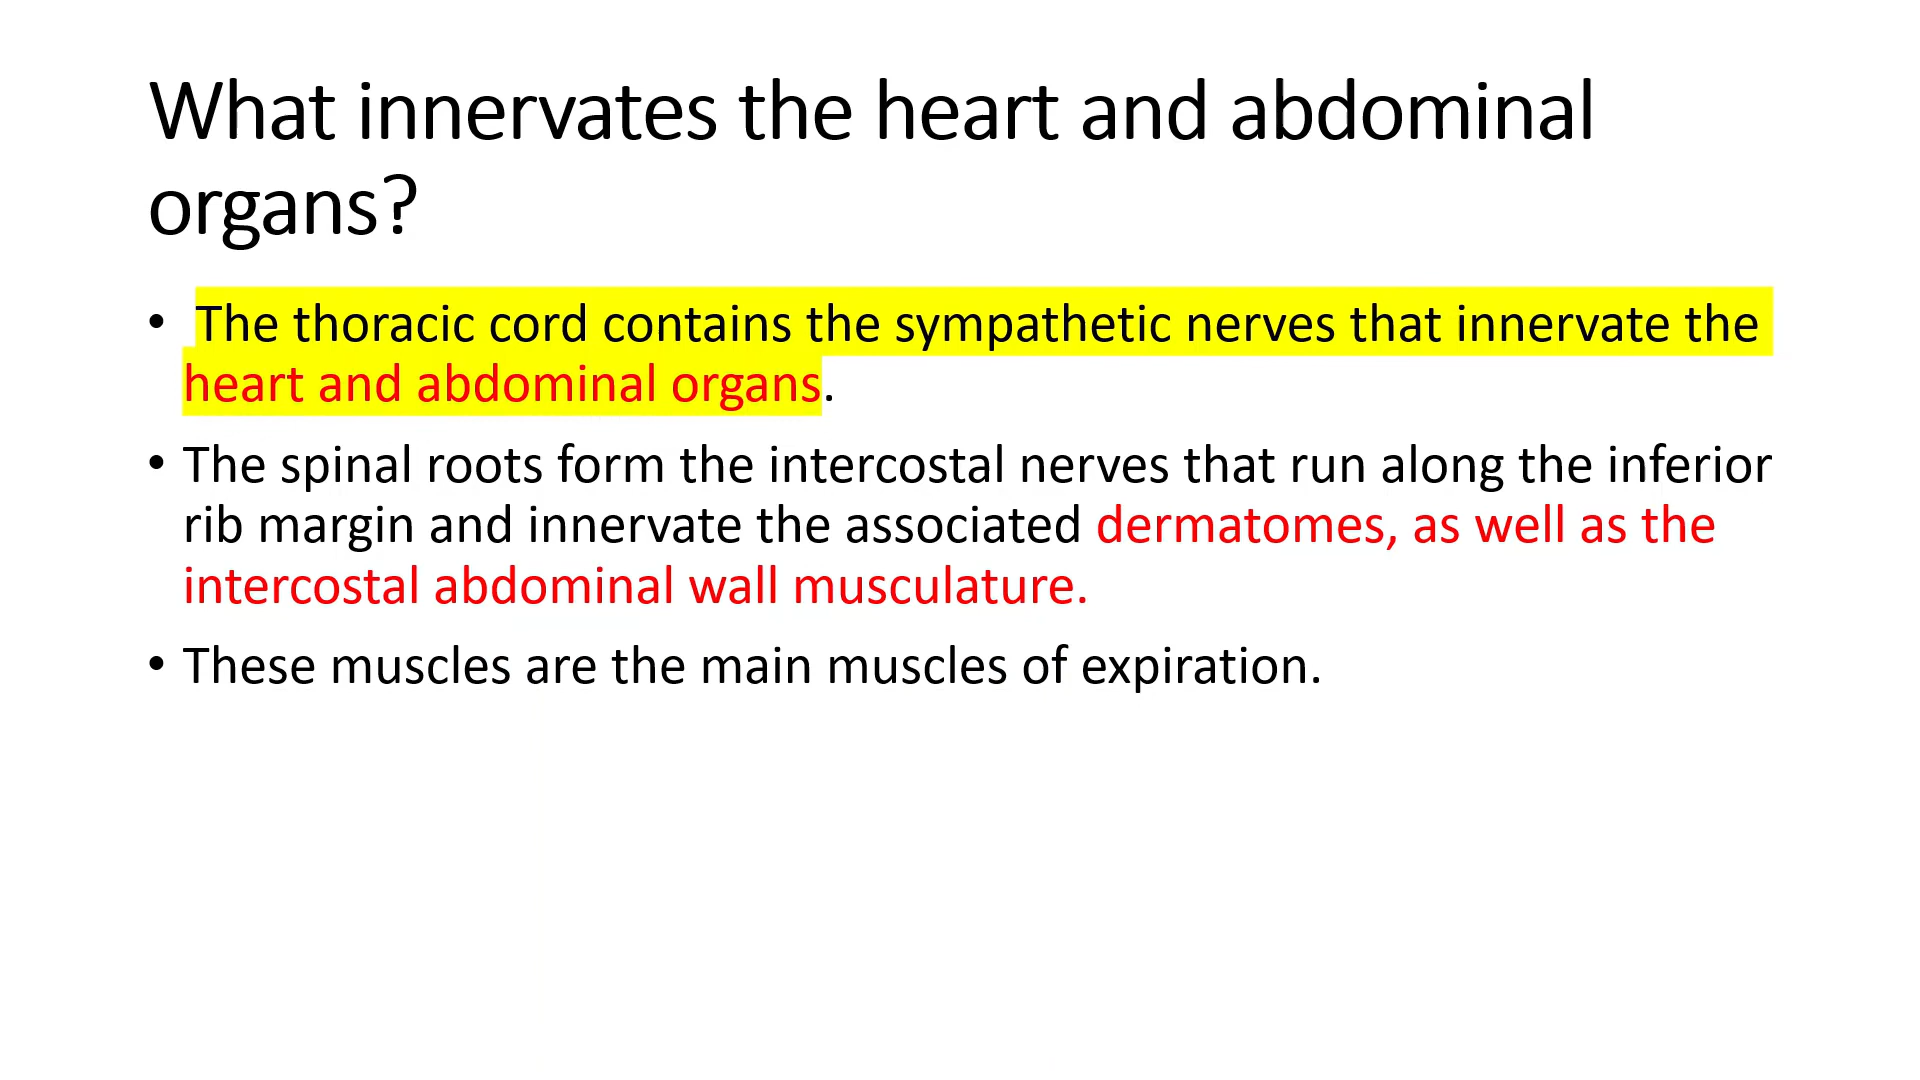 What innervates the heart and abdominal
organs?
• The thoracic cord contains the sympathetic nerves that innervate the
heart and abdominal organs.
• The spinal roots form the intercostal nerves that run along the inferior
rib margin and innervate the associated dermatomes, as well as the
intercostal abdominal wall musculature.
• These muscles are the main muscles of expiration.